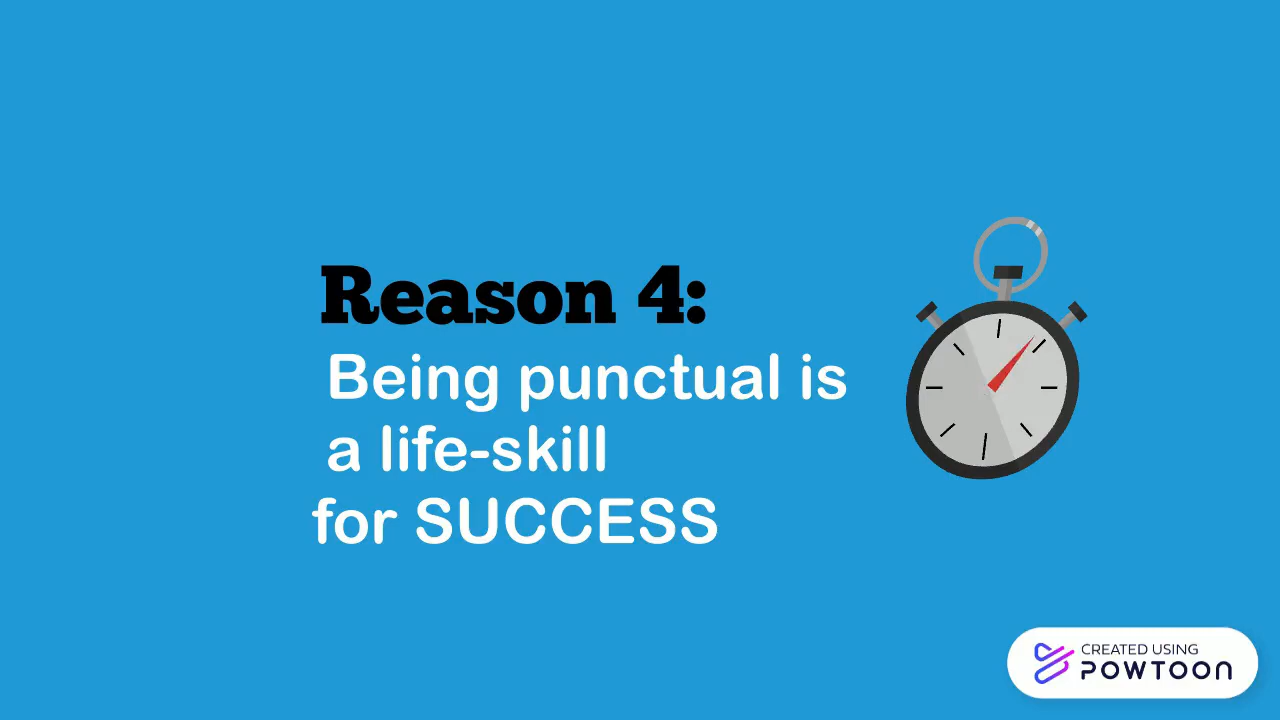 Reason 4:
Being punctual is
a life-skill
for SUCCESS
CREATED USING
POWTOON